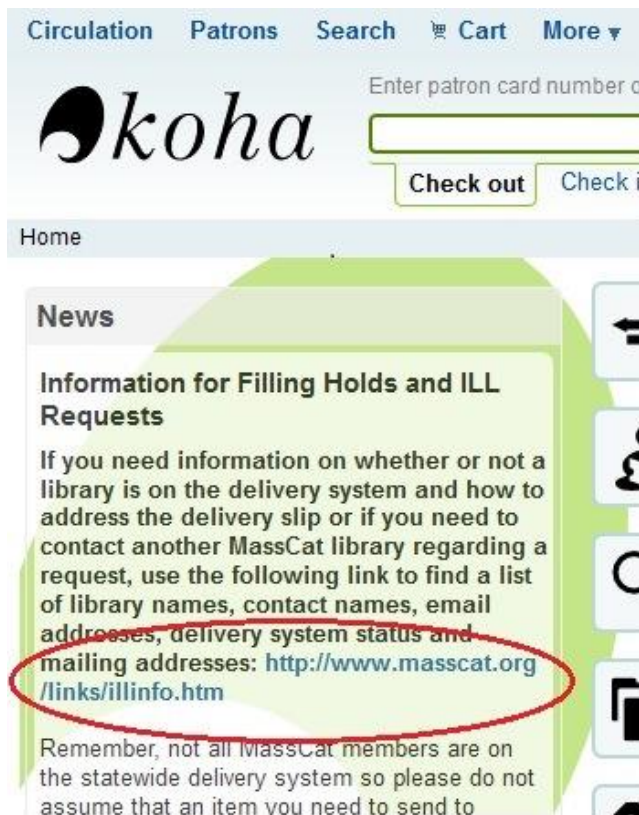 Circulation Patrons Search Cart More
Enter patron card number
koha
Check out Check
Home
News
Information for Filling Holds and ILL
Requests
If you need information on whether or not a
library is on the delivery system and how to
address the delivery slip or if you need to
contact another MassCat library regarding a
request, use the following link to find a list
of library names, contact names, email
addresses, delivery system status and
mailing addresses: http://www.masscat.org
/links/illinfo.htm
Remember, not all MassCat members are on
the statewide delivery system so please do not
assume that an item you need to send to